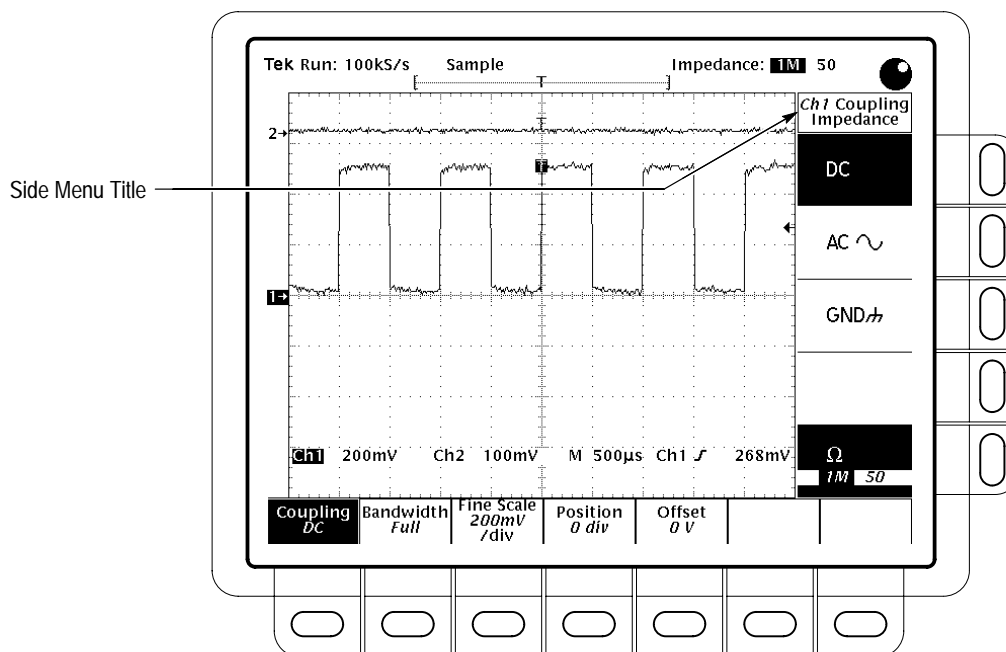 Tek Run: 100kS/s Sample Impedance: 1M 50
T
Ch1 Coupling
Impedance
T
2
T
DC
Side Menu Title
AC
1
GND
Ch1 200mV Ch2 100mV M 500µs Ch1 268mV
Ω
1M 50
Coupling
DC
Bandwidth
Full
Fine Scale
200mV
/div
Position
0 div
Offset
0 V